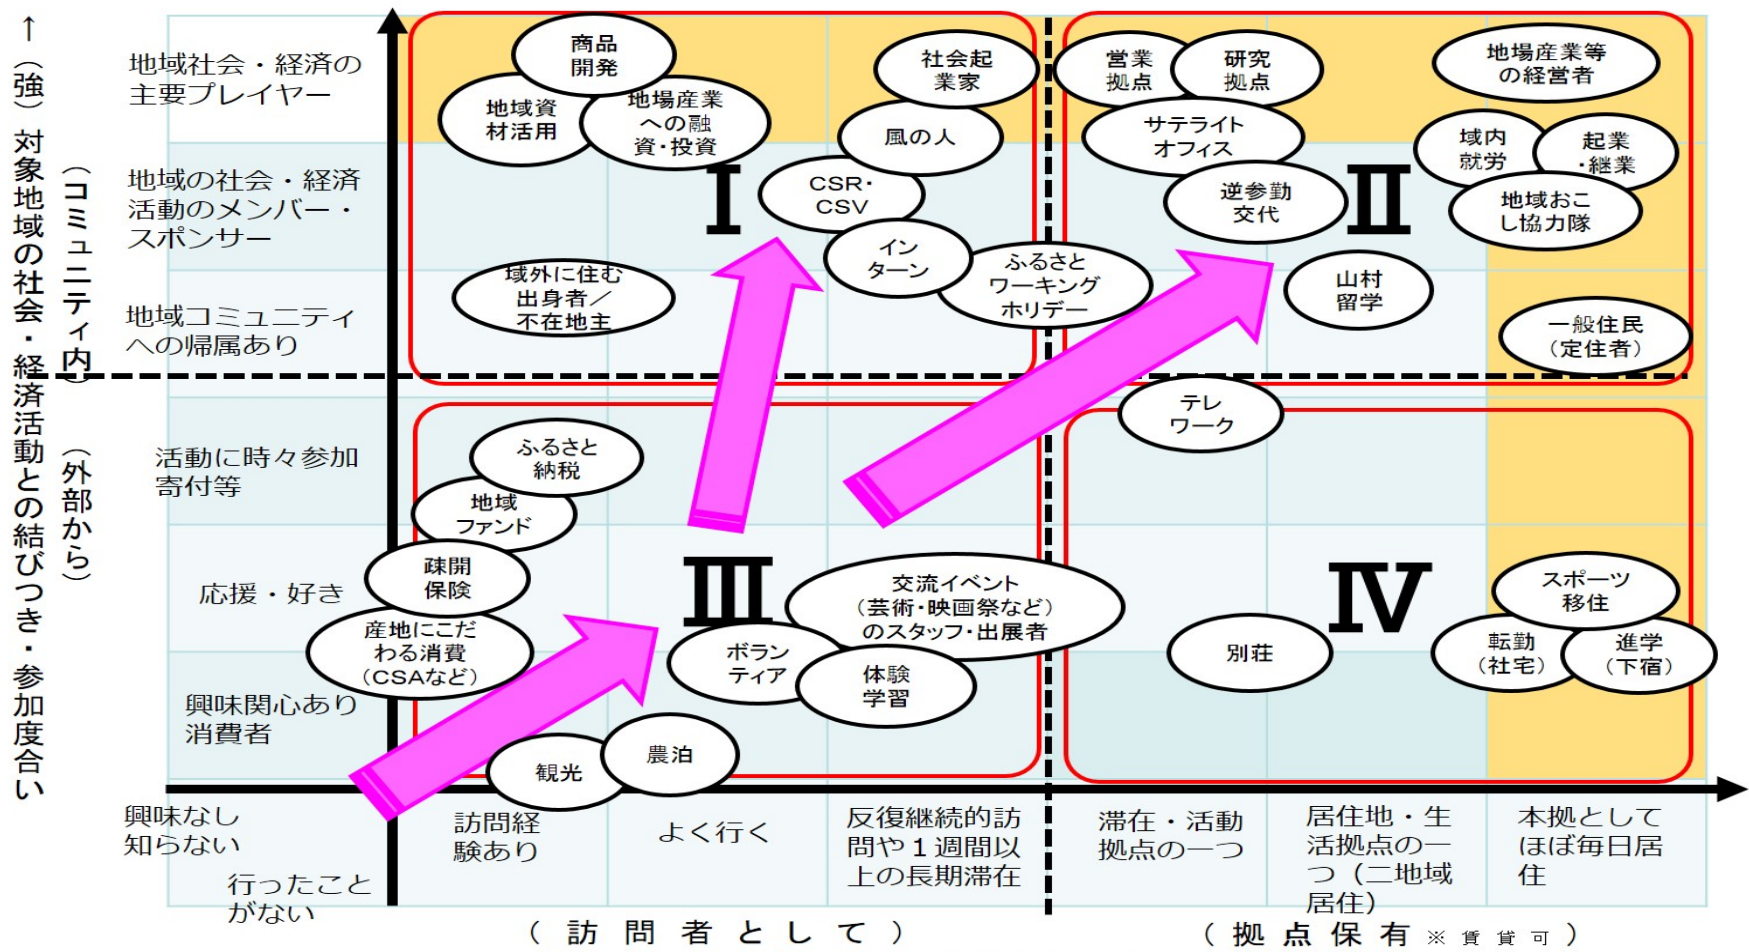 ↑（強）対象地域の社会・経済活動との結びつき・参加度合い
（コミュニティ内）
（外部から）
地域社会・経済の
主要プレイヤー
地域の社会・経済
活動のメンバー・
スポンサー
地域コミュニティ
への帰属あり
活動に時々参加
寄付等
応援・好き
興味関心あり
消費者
興味なし
知らない
行ったこと
がない
Ⅰ
商品
開発
地域資
材活用
地場産業
への融
資・投資
社会起
業家
風の人
CSR・
CSV
イン
ターン
域外に住む
出身者／
不在地主
ふるさと
ワーキング
ホリデー
Ⅱ
営業
拠点
研究
拠点
サテライト
オフィス
逆参勤
交代
地場産業等
の経営者
域内
就労
起業
・継業
地域おこ
し協力隊
山村
留学
一般住民
（定住者）
テレ
ワーク
Ⅲ
ふるさと
納税
地域
ファンド
疎開
保険
産地にこだ
わる消費
（CSAなど）
交流イベント
（芸術・映画祭など）
のスタッフ・出展者
ボラン
ティア
体験
学習
観光
農泊
Ⅳ
別荘
スポーツ
移住
転勤
（社宅）
進学
（下宿）
訪問経
験あり
よく行く
反復継続的訪
問や１週間以
上の長期滞在
滞在・活動
拠点の一つ
居住地・生
活拠点の一
つ（二地域
居住）
本拠として
ほぼ毎日居
住
（訪問者として）
（拠点保有※賃貸可）